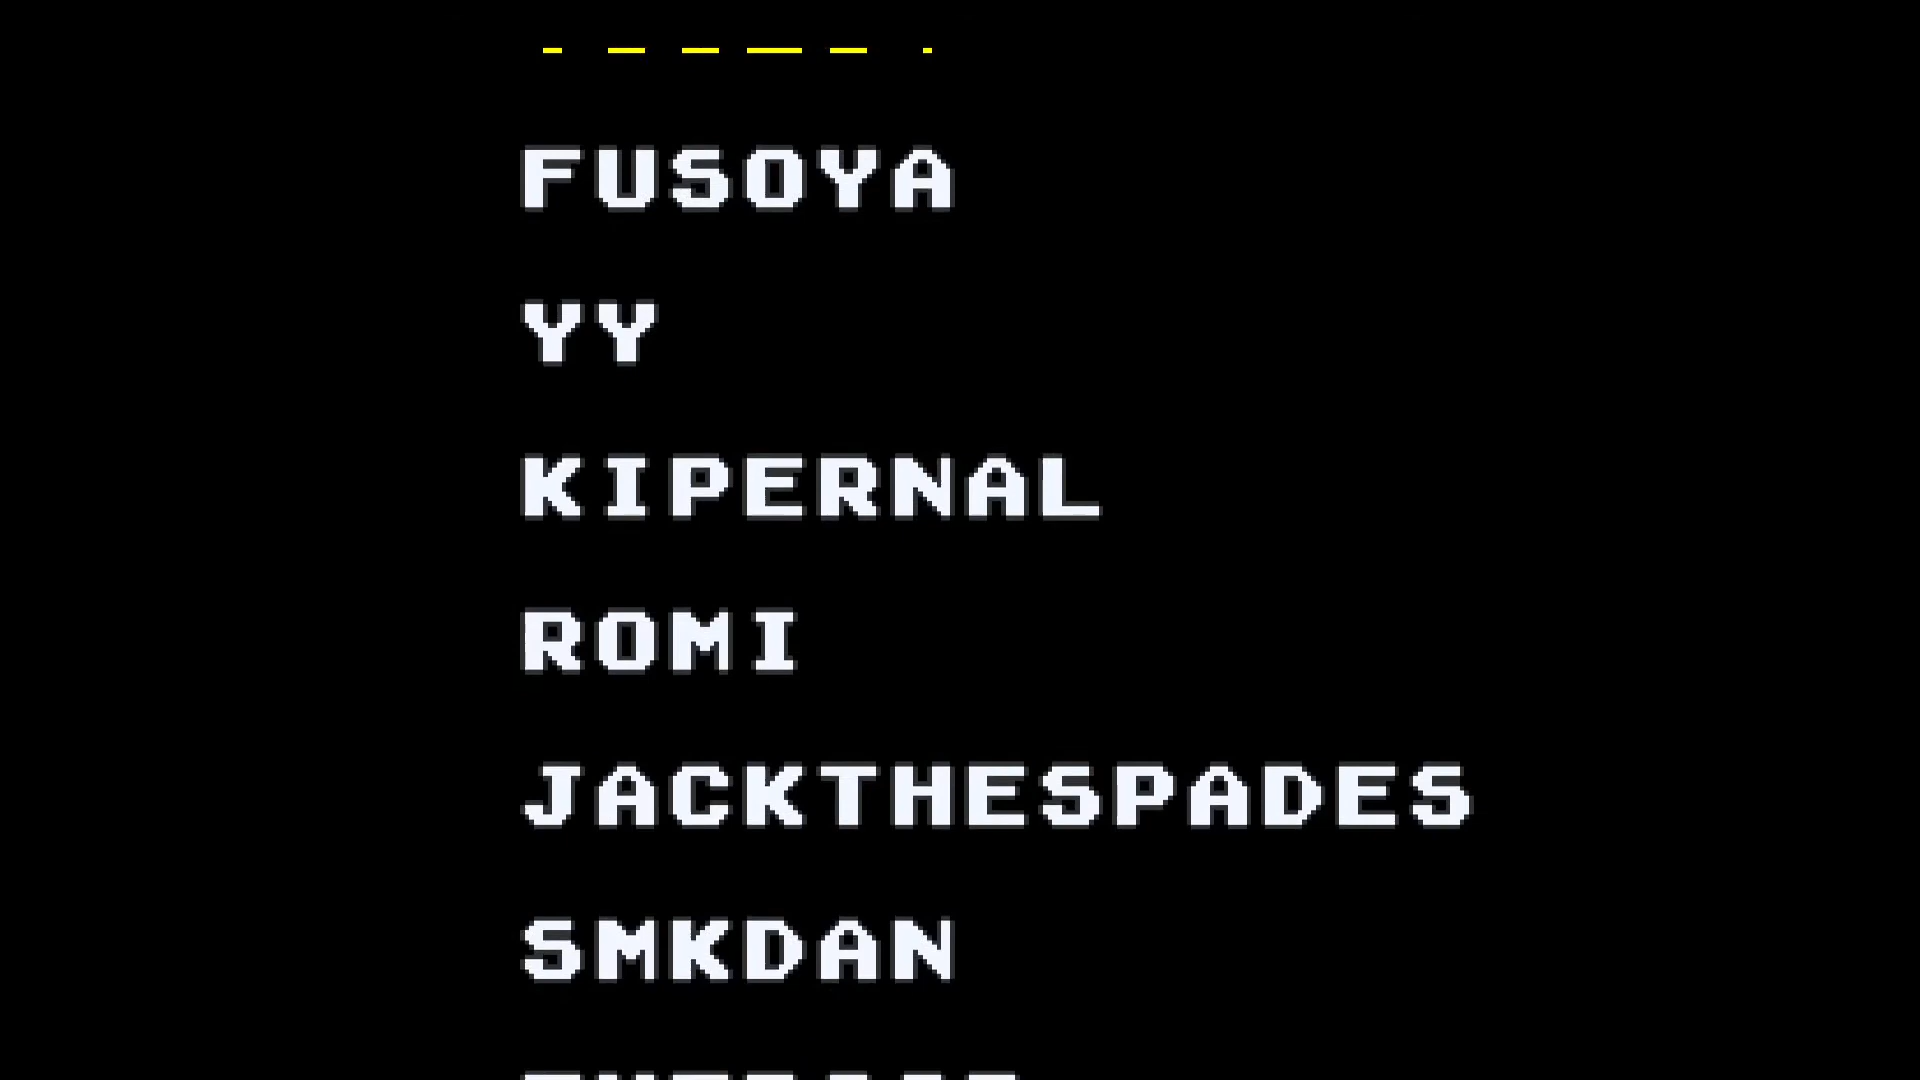 FUSOYA
YY
KIPERNAL
ROMI
JACKTHESPADES
SMKDAN